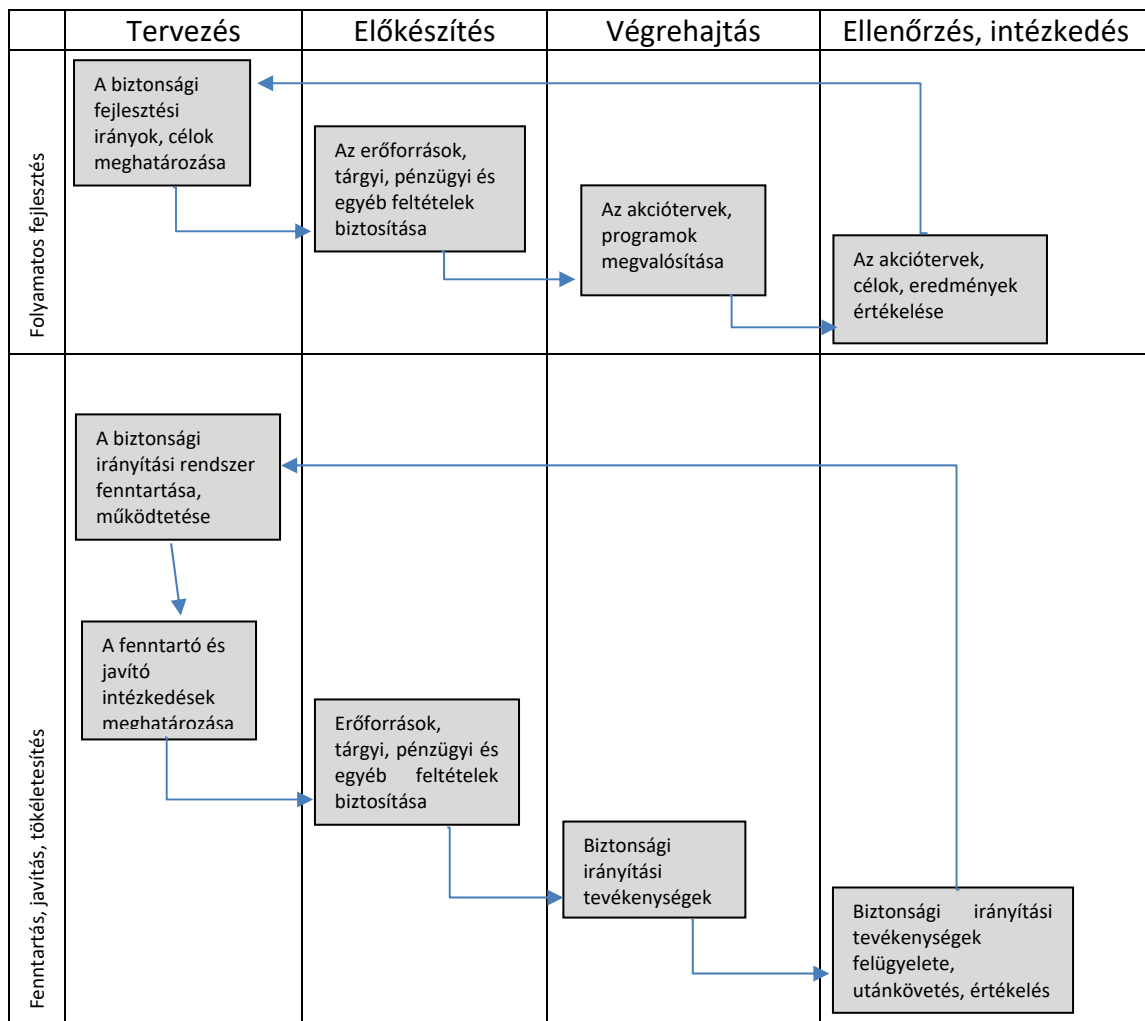 Tervezés
Előkészítés
Végrehajtás
Ellenőrzés, intézkedés
Folyamatos fejlesztés
A biztonsági
fejlesztési
irányok, célok
meghatározása
Az erőforrások,
tárgyi, pénzügyi és
egyéb feltételek
biztosítása
Az akciótervek,
programok
megvalósítása
Az akciótervek,
célok, eredmények
értékelése
Fenntartás, javítás, tökéletesítés
A biztonsági
irányítási rendszer
fenntartása,
működtetése
A fenntartó és
javító
intézkedések
meghatározása
Erőforrások,
tárgyi, pénzügyi és
egyéb feltételek
biztosítása
Biztonsági
irányítási
tevékenységek
Biztonsági irányítási
tevékenységek
felügyelete,
utánkövetés, értékelés